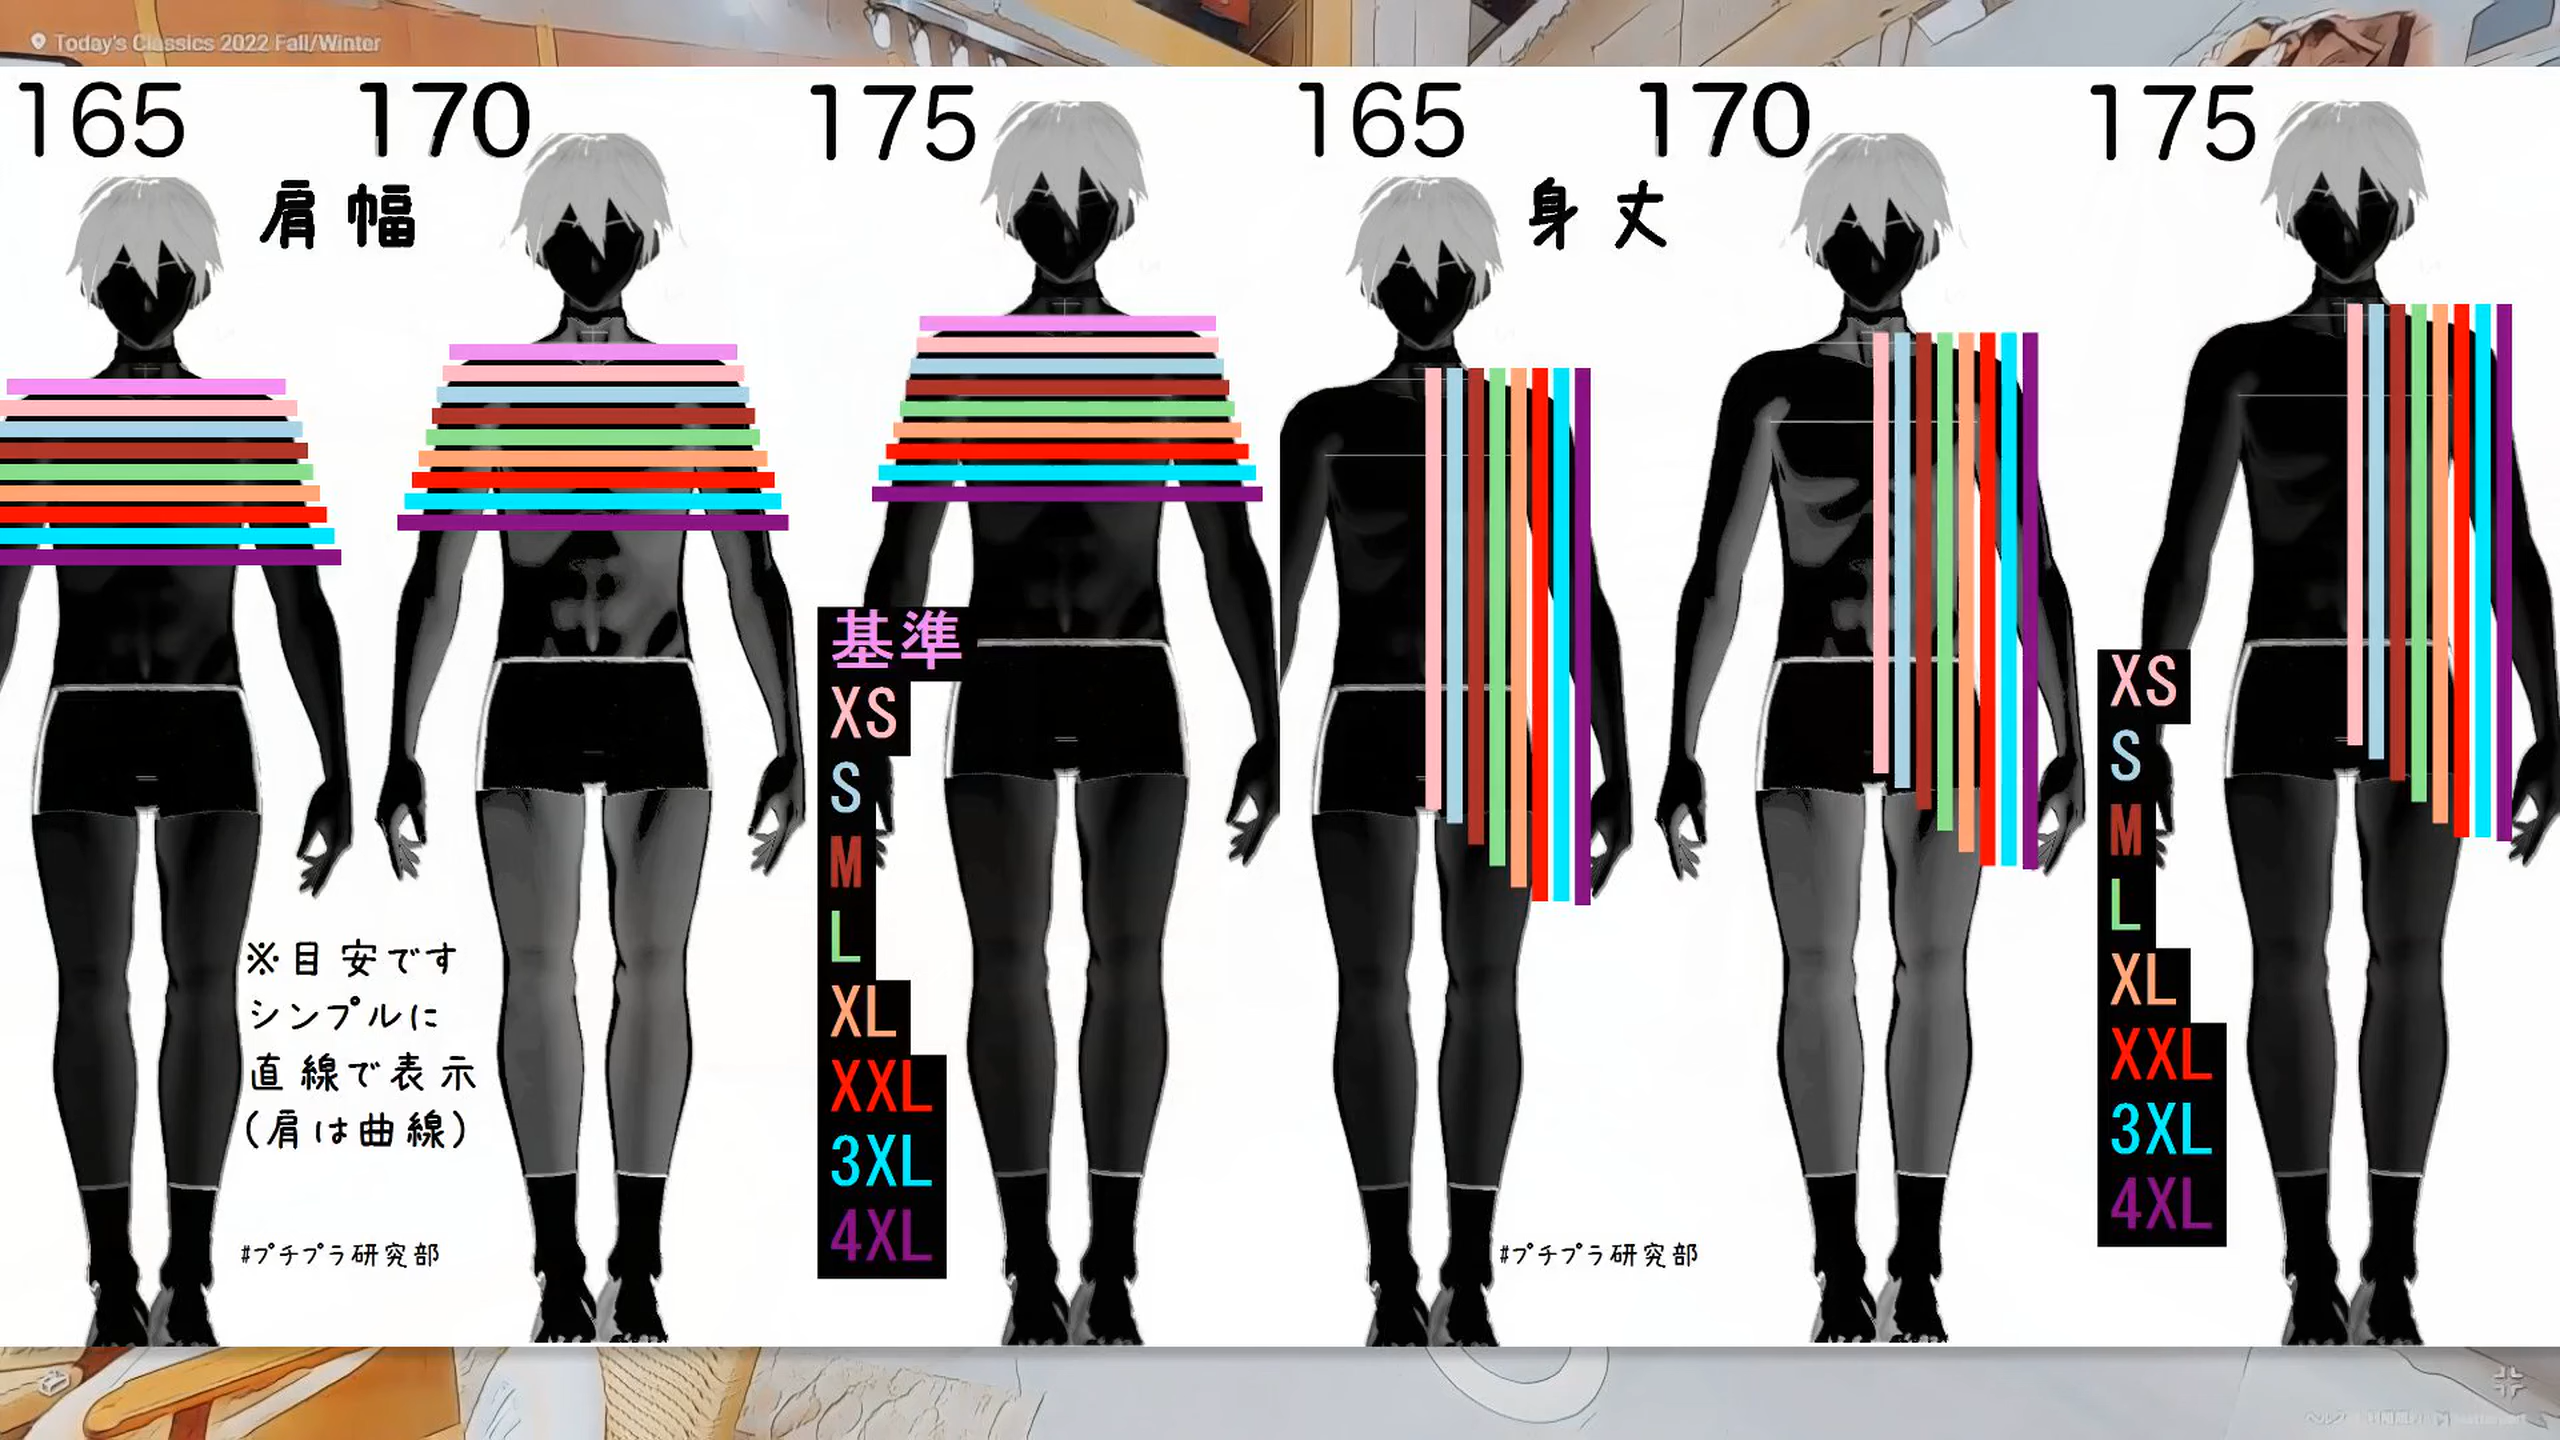 Today's Classics 2022 Fall/Winter
165
170
肩幅
175
基準
XS
S
M
L
XL
XXL
3XL
4XL
※目安です
シンプルに
直線で表示
(肩は曲線)
#プチプラ研究部
165
170
身丈
175
XS
S
M
L
XL
XXL
3XL
4XL
#プチプラ研究部